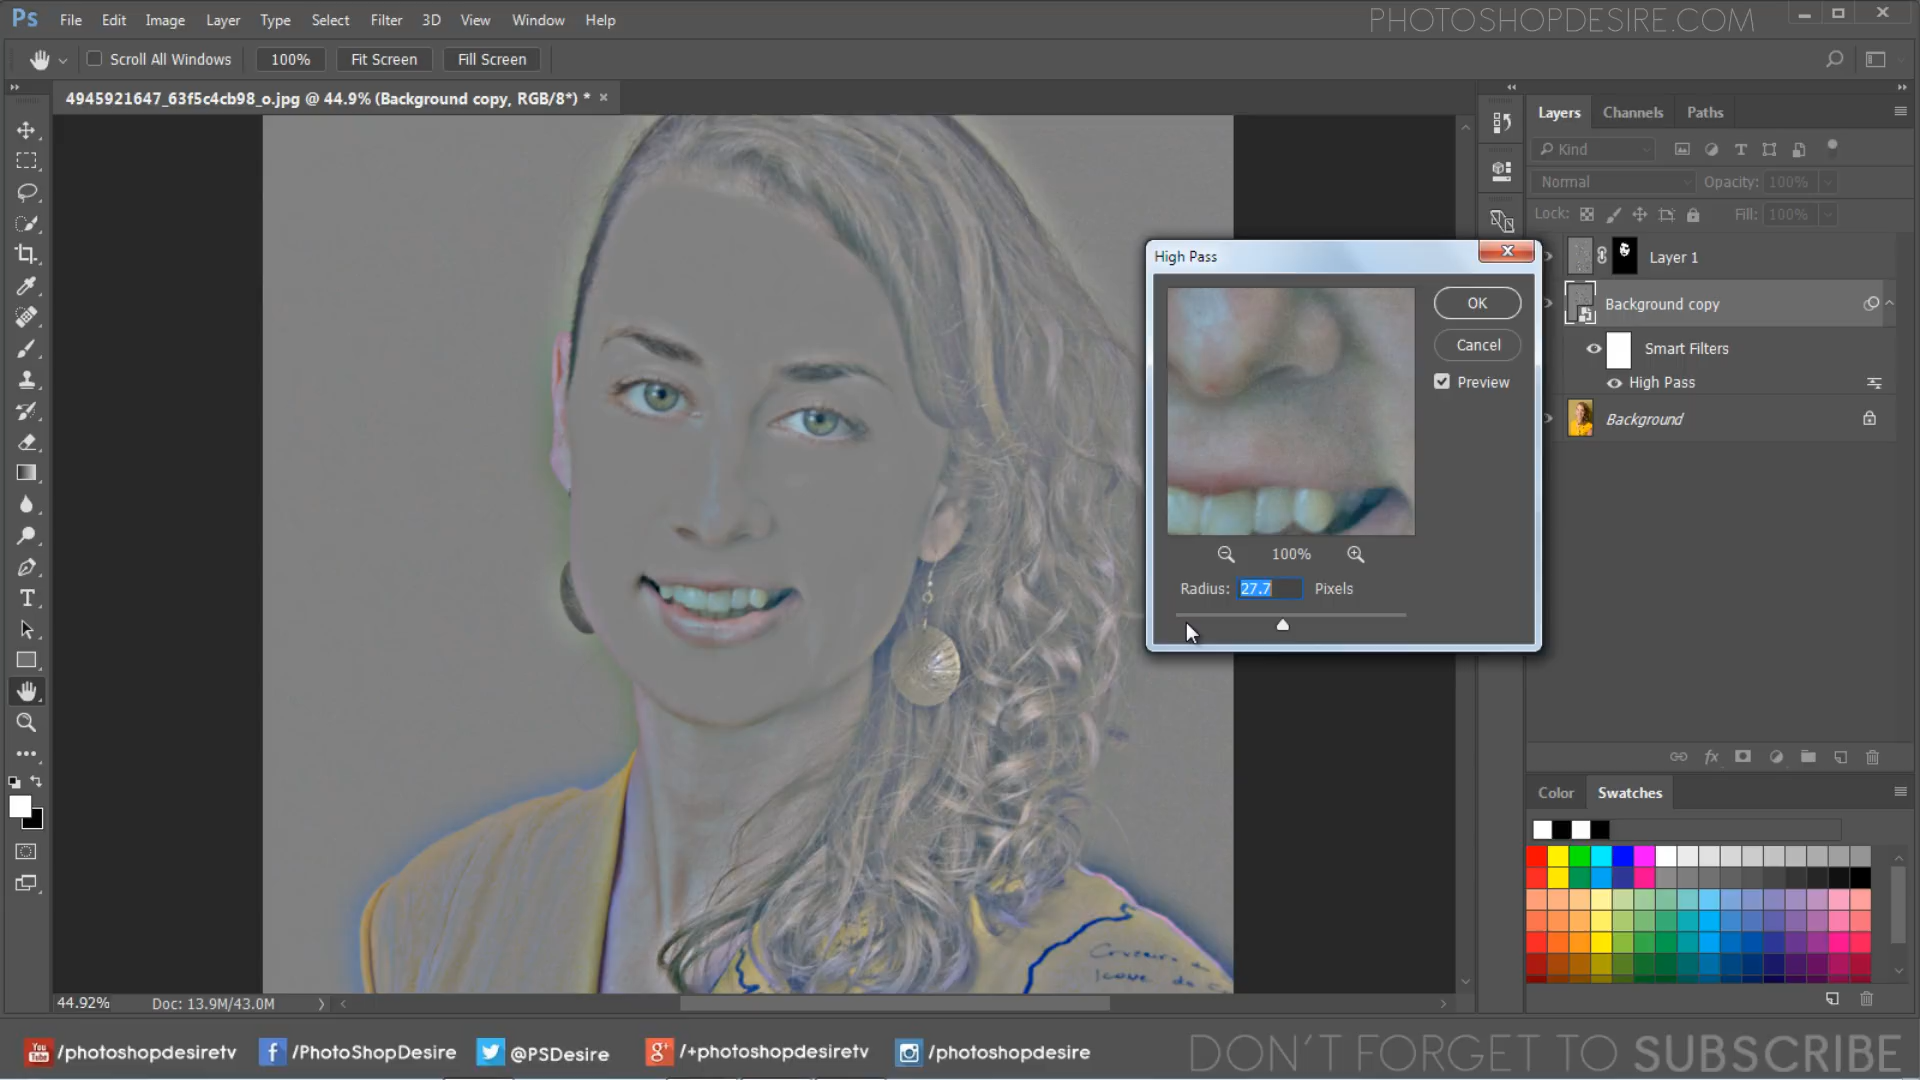 Ps File Edit Image Layer Type Select Filter 3D View Window Help
PHOTOSHOPDESIRE.COM
Scroll All Windows 100% Fit Screen Fill Screen
4945921647_63f5c4cb98_o.jpg @ 44.9% (Background copy, RGB/8*) * ×
Layers Channels Paths
Kind
Normal Opacity: 100%
Lock: Fill: 100%
Layer 1
Background copy
Smart Filters
High Pass
Background
High Pass
OK
Cancel
Preview
100%
Radius: 27.7 Pixels
Color Swatches
44.92% Doc: 13.9M/43.0M
You Tube /photoshopdesiretv /PhotoShopDesire @PSDesire /+photoshopdesiretv /photoshopdesire
DON'T FORGET TO SUBSCRIBE